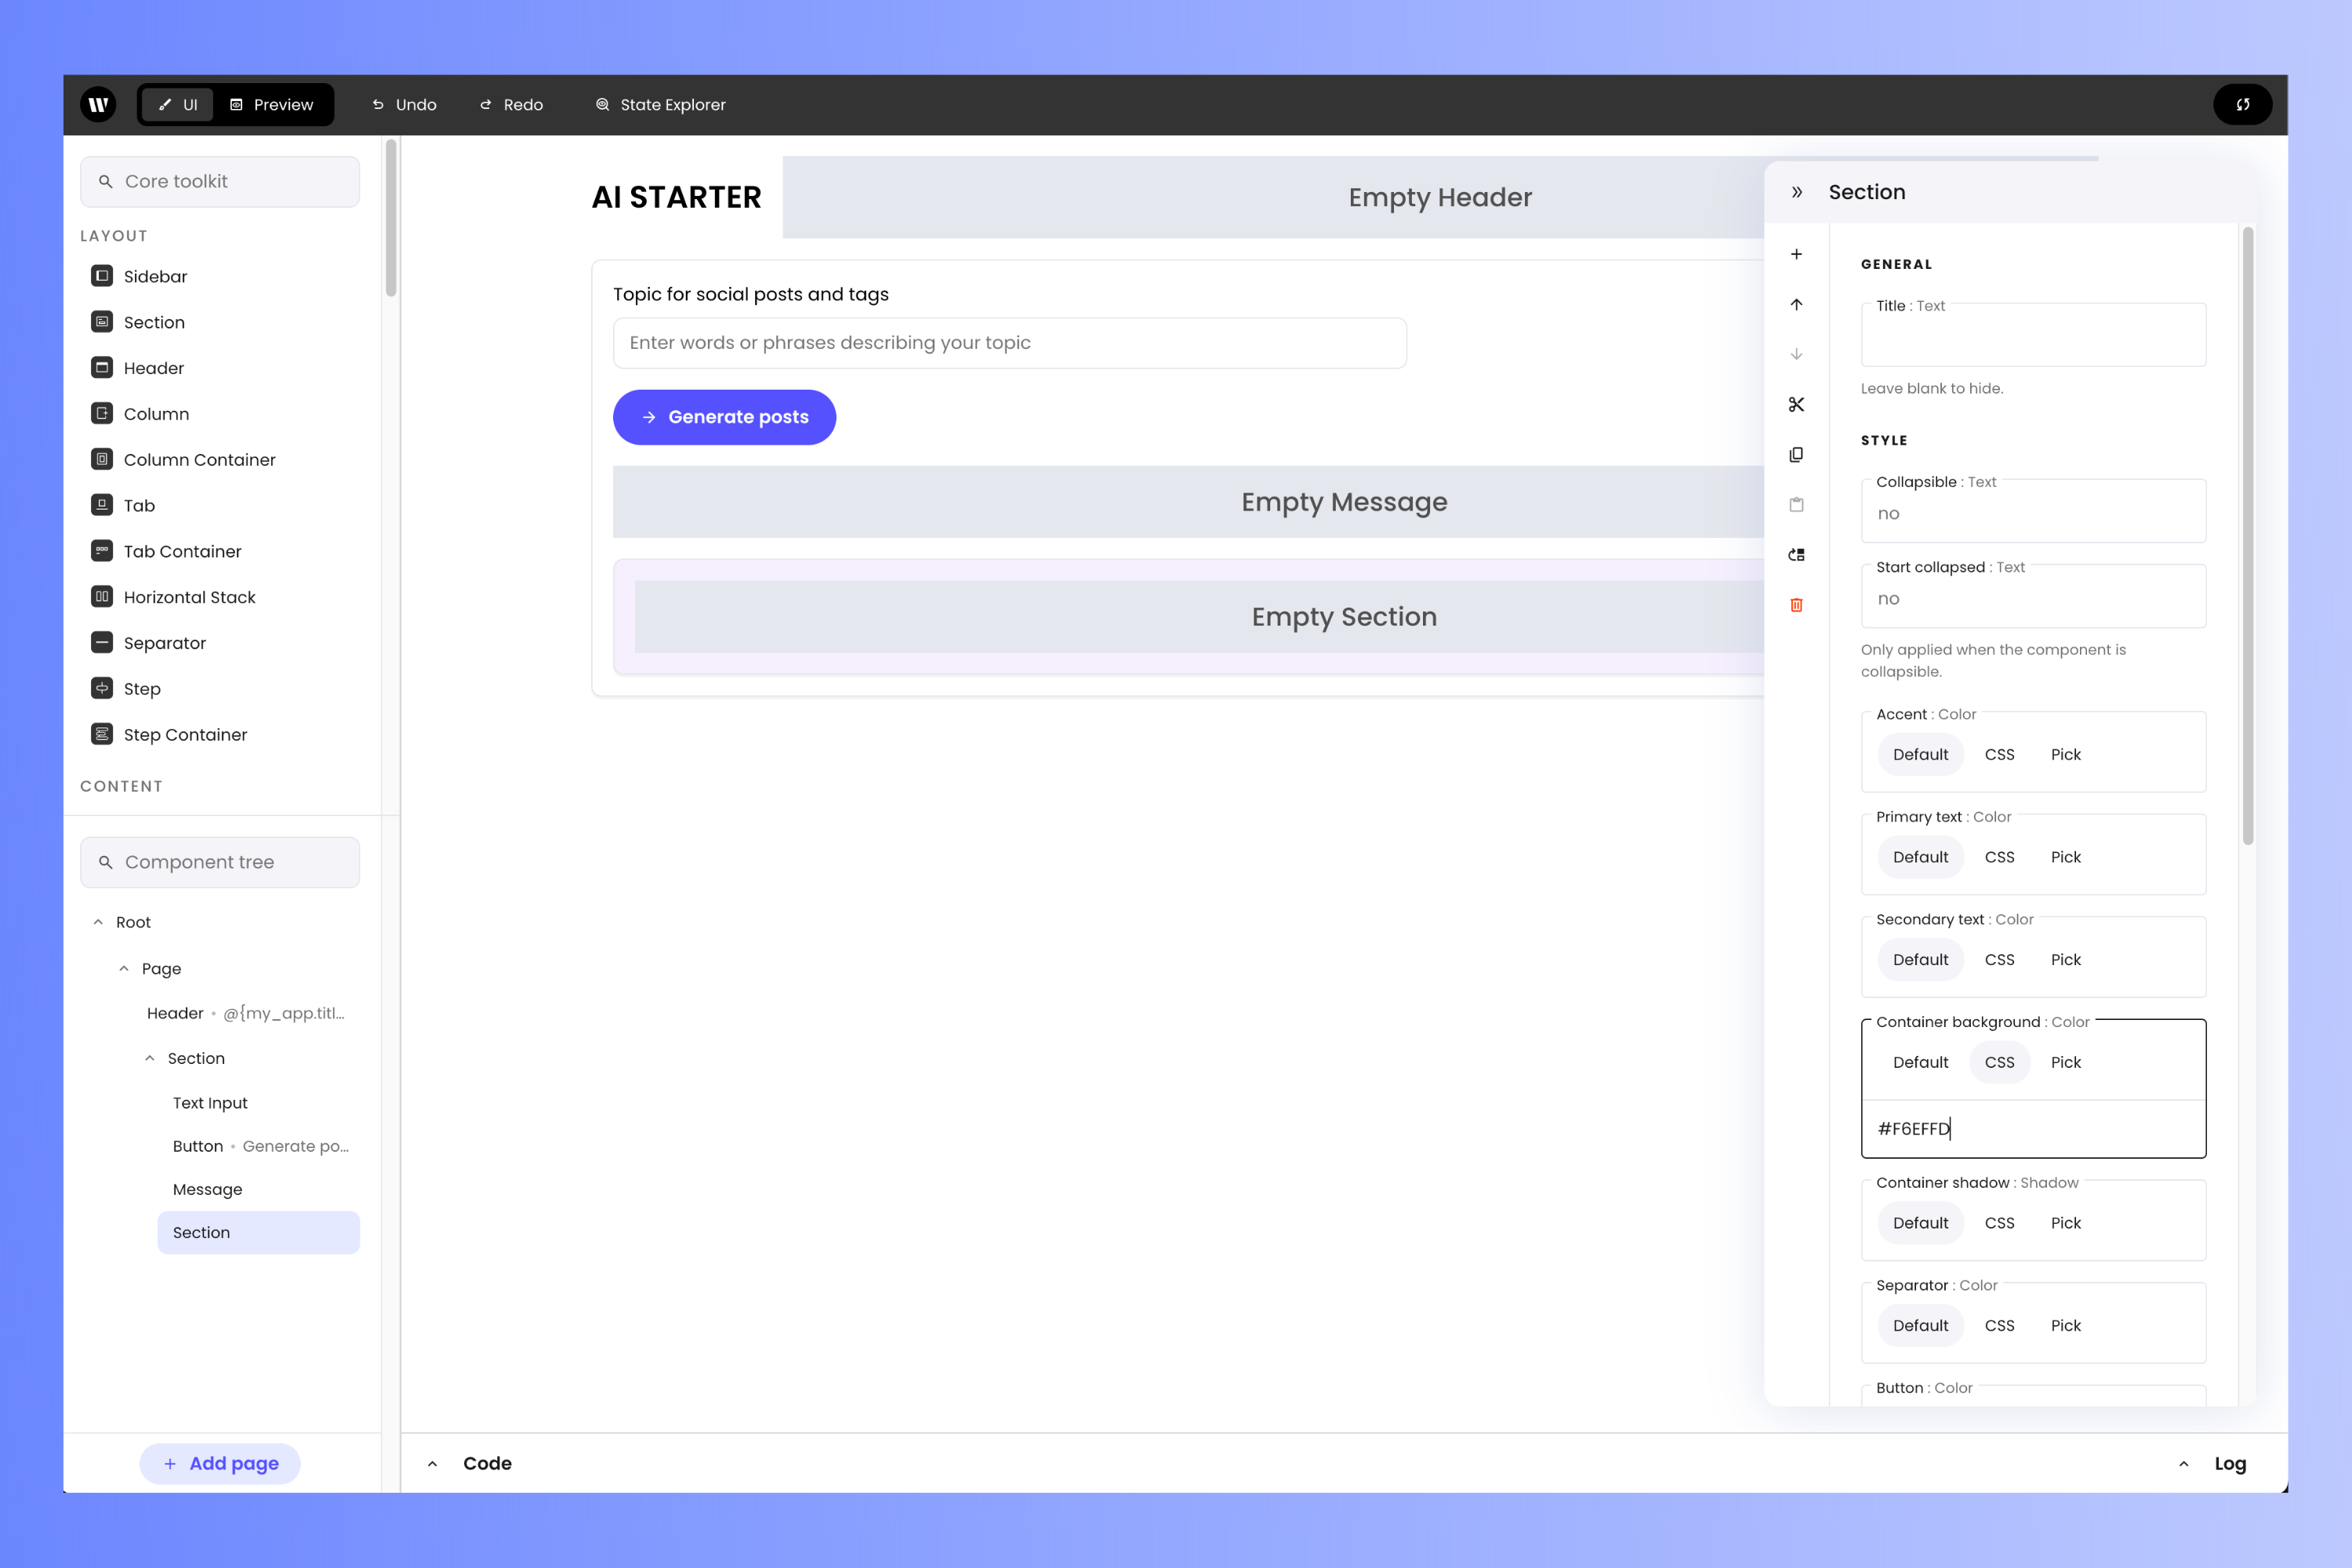 UI
Preview
Undo
Redo
State Explorer
Core toolkit
LAYOUT
Sidebar
Section
Header
Column
Column Container
Tab
Tab Container
Horizontal Stack
Separator
Step
Step Container
CONTENT
Component tree
Root
Page
Header • @{my_app.titl...
Section
Text Input
Button • Generate po...
Message
Section
+ Add page
AI STARTER
Empty Header
Topic for social posts and tags
Enter words or phrases describing your topic
Generate posts
Empty Message
Empty Section
Code
Log
Section
GENERAL
Title : Text
Leave blank to hide.
STYLE
Collapsible : Text
no
Start collapsed : Text
no
Only applied when the component is
collapsible.
Accent : Color
Default CSS Pick
Primary text : Color
Default CSS Pick
Secondary text : Color
Default CSS Pick
Container background : Color
Default CSS Pick
#F6EFFD
Container shadow : Shadow
Default CSS Pick
Separator : Color
Default CSS Pick
Button : Color